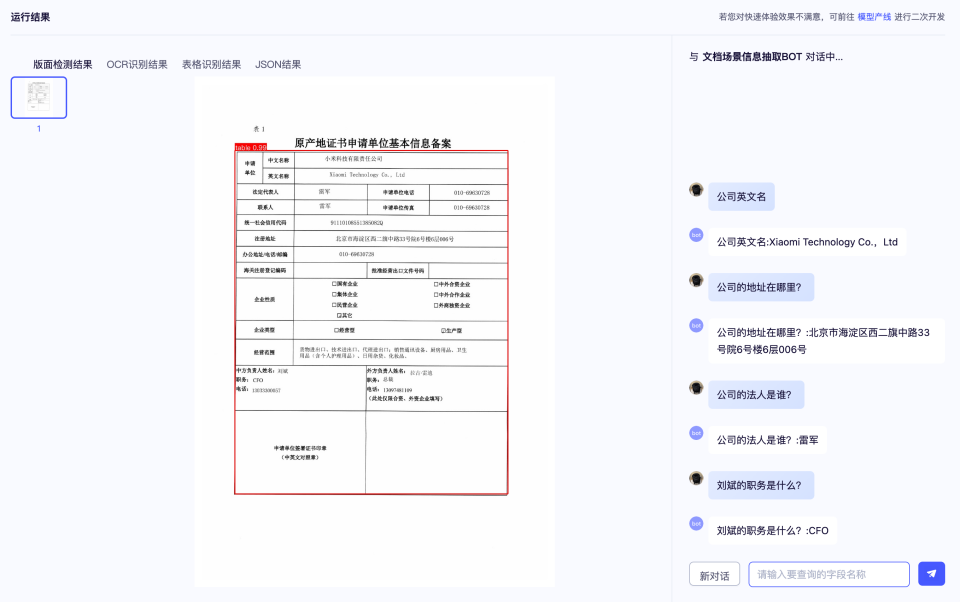 运行结果
若您对快速体验效果不满意，可前往 模型产线 进行二次开发
版面检测结果 OCR识别结果 表格识别结果 JSON结果
1
表 1
原产地证书申请单位基本信息备案
table 0.99
申请单位 中文名称 小米科技有限责任公司
英文名称 Xiaomi Technology Co., Ltd
法定代表人 雷军 申请单位电话 010-69630728
联系人 雷军 申请单位传真 010-69630728
统一社会信用代码 91110108551385082Q
注册地址 北京市海淀区西二旗中路33号院6号楼6层006号
办公地址/电话/邮编 010-69630728
海关注册登记编码 批准经营出口文件号码
企业性质
☐国有企业 ☐中外合资企业
☐集体企业 ☐中外合作企业
☐民营企业 ☐外商独资企业
☑其它
企业类型 ☐经营型 ☑生产型
经营范围 货物进出口、技术进出口、代理进出口；销售通讯设备、厨房用品、卫生
用品（含个人护理用品）、日用杂货、化妆品、
中方负责人姓名：刘斌 外方负责人姓名：
职务：CFO 职务：总裁
电话： 电话：
（此处仅限合资、外资企业填写）
申请单位签署证书印章
（中英文对照章）
与 文档场景信息抽取BOT 对话中...
公司英文名
bot
公司英文名:Xiaomi Technology Co.，Ltd
公司的地址在哪里？
bot
公司的地址在哪里？:北京市海淀区西二旗中路33
号院6号楼6层006号
公司的法人是谁？
bot
公司的法人是谁？:雷军
刘斌的职务是什么？
bot
刘斌的职务是什么？:CFO
新对话 请输入要查询的字段名称